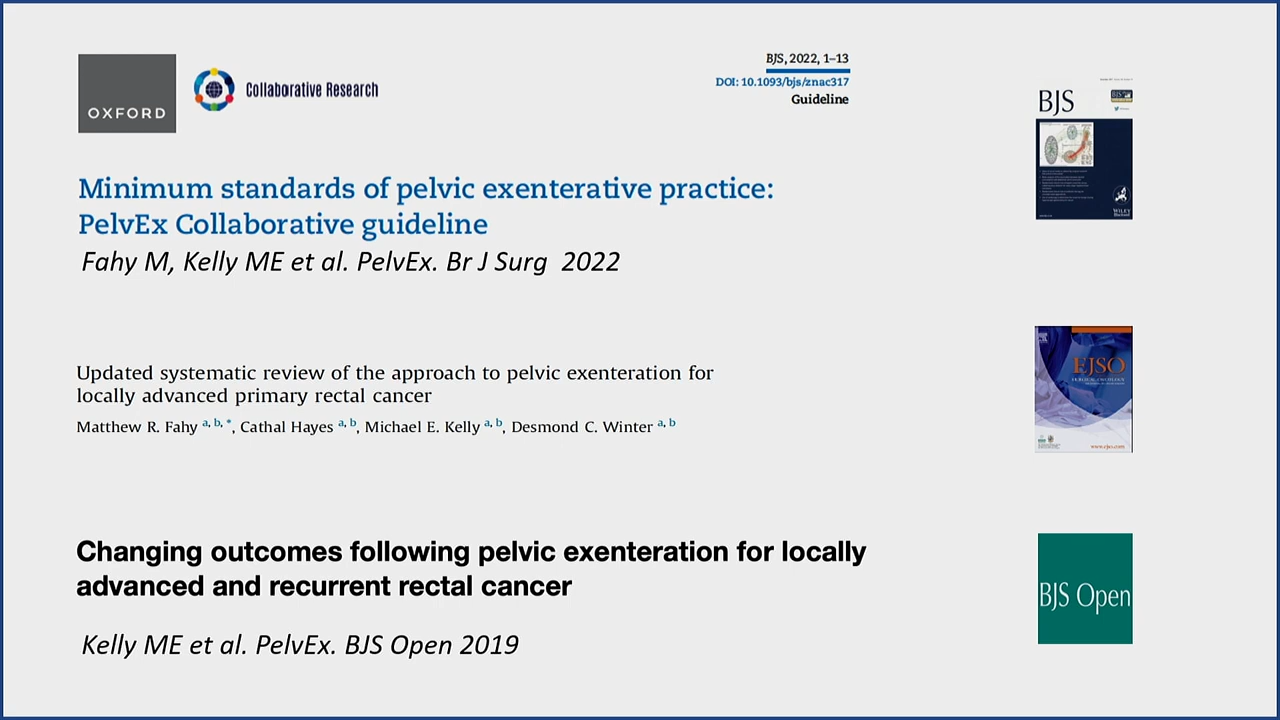 OXFORD
Collaborative Research
BJS, 2022, 1–13
DOI: 10.1093/bjs/znac317
Guideline
Minimum standards of pelvic exenterative practice:
PelvEx Collaborative guideline
Fahy M, Kelly ME et al. PelvEx. Br J Surg 2022
BJS
WILEY
Updated systematic review of the approach to pelvic exenteration for
locally advanced primary rectal cancer
Matthew R. Fahy a, b, *, Cathal Hayes a, b, Michael E. Kelly a, b, Desmond C. Winter a, b
EJSO
www.ejso.com
Changing outcomes following pelvic exenteration for locally
advanced and recurrent rectal cancer
Kelly ME et al. PelvEx. BJS Open 2019
BJS Open